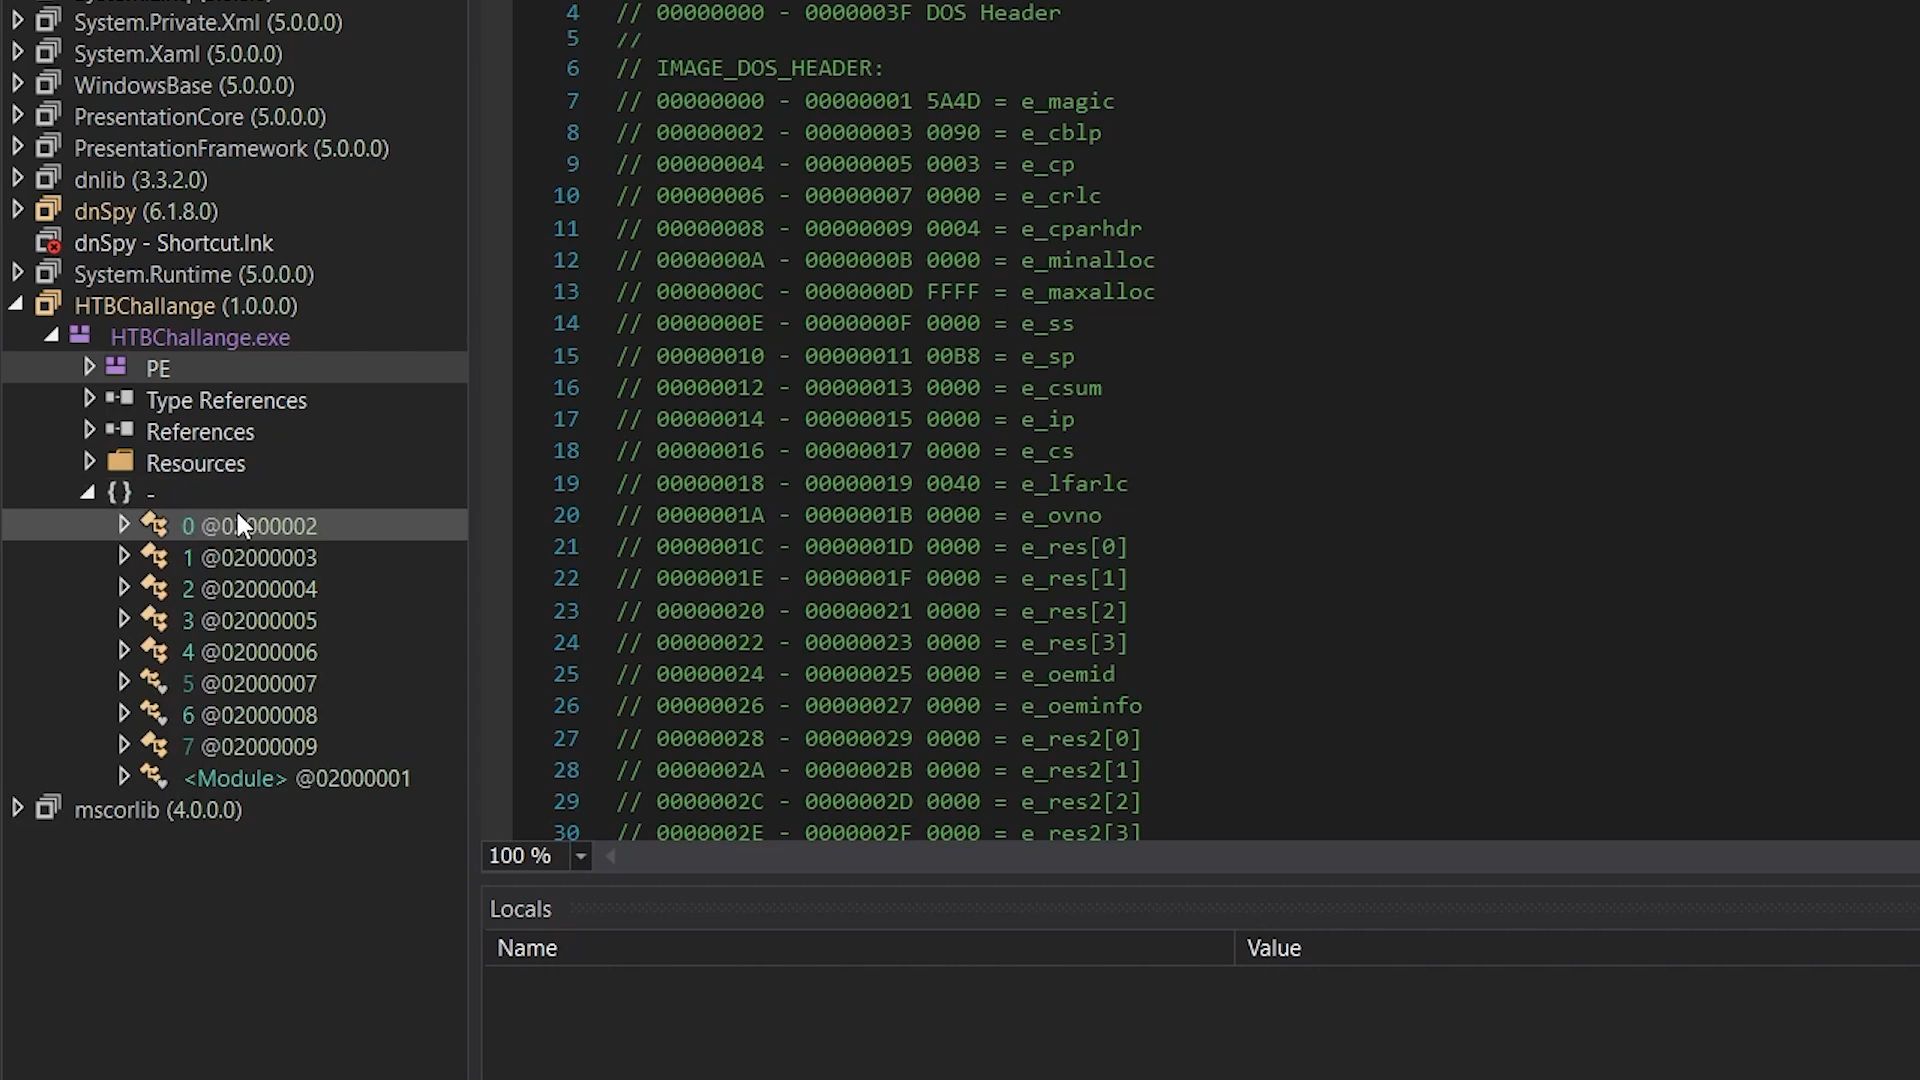 System.Private.Xml (5.0.0.0)
System.Xaml (5.0.0.0)
WindowsBase (5.0.0.0)
PresentationCore (5.0.0.0)
PresentationFramework (5.0.0.0)
dnlib (3.3.2.0)
dnSpy (6.1.8.0)
dnSpy - Shortcut.lnk
System.Runtime (5.0.0.0)
HTBChallange (1.0.0.0)
HTBChallange.exe
PE
Type References
References
Resources
{ } -
0 @02000002
1 @02000003
2 @02000004
3 @02000005
4 @02000006
5 @02000007
6 @02000008
7 @02000009
<Module> @02000001
mscorlib (4.0.0.0)
4 // 00000000 - 0000003F DOS Header
5 //
6 // IMAGE_DOS_HEADER:
7 // 00000000 - 00000001 5A4D = e_magic
8 // 00000002 - 00000003 0090 = e_cblp
9 // 00000004 - 00000005 0003 = e_cp
10 // 00000006 - 00000007 0000 = e_crlc
11 // 00000008 - 00000009 0004 = e_cparhdr
12 // 0000000A - 0000000B 0000 = e_minalloc
13 // 0000000C - 0000000D FFFF = e_maxalloc
14 // 0000000E - 0000000F 0000 = e_ss
15 // 00000010 - 00000011 00B8 = e_sp
16 // 00000012 - 00000013 0000 = e_csum
17 // 00000014 - 00000015 0000 = e_ip
18 // 00000016 - 00000017 0000 = e_cs
19 // 00000018 - 00000019 0040 = e_lfarlc
20 // 0000001A - 0000001B 0000 = e_ovno
21 // 0000001C - 0000001D 0000 = e_res[0]
22 // 0000001E - 0000001F 0000 = e_res[1]
23 // 00000020 - 00000021 0000 = e_res[2]
24 // 00000022 - 00000023 0000 = e_res[3]
25 // 00000024 - 00000025 0000 = e_oemid
26 // 00000026 - 00000027 0000 = e_oeminfo
27 // 00000028 - 00000029 0000 = e_res2[0]
28 // 0000002A - 0000002B 0000 = e_res2[1]
29 // 0000002C - 0000002D 0000 = e_res2[2]
30 // 0000002E - 0000002F 0000 = e_res2[3]
100 %
Locals
Name Value